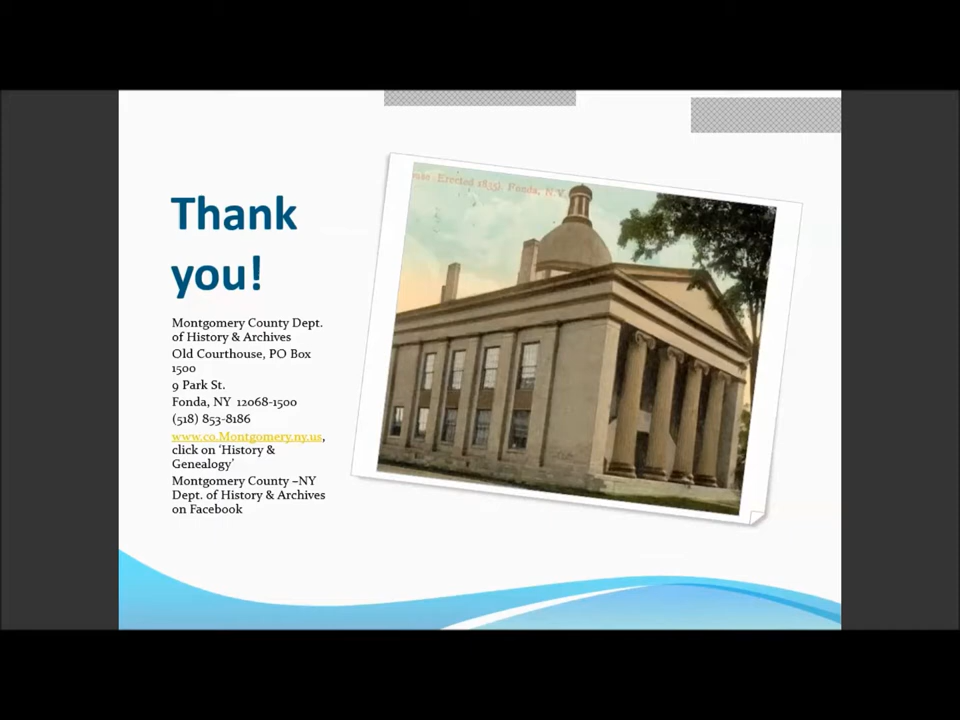 Thank
you!
Montgomery County Dept.
of History & Archives
Old Courthouse, PO Box
1500
9 Park St.
Fonda, NY 12068-1500
(518) 853-8186
www.co.Montgomery.ny.us,
click on ‘History &
Genealogy’
Montgomery County –NY
Dept. of History & Archives
on Facebook
Erected 1835). Fonda, N.Y.